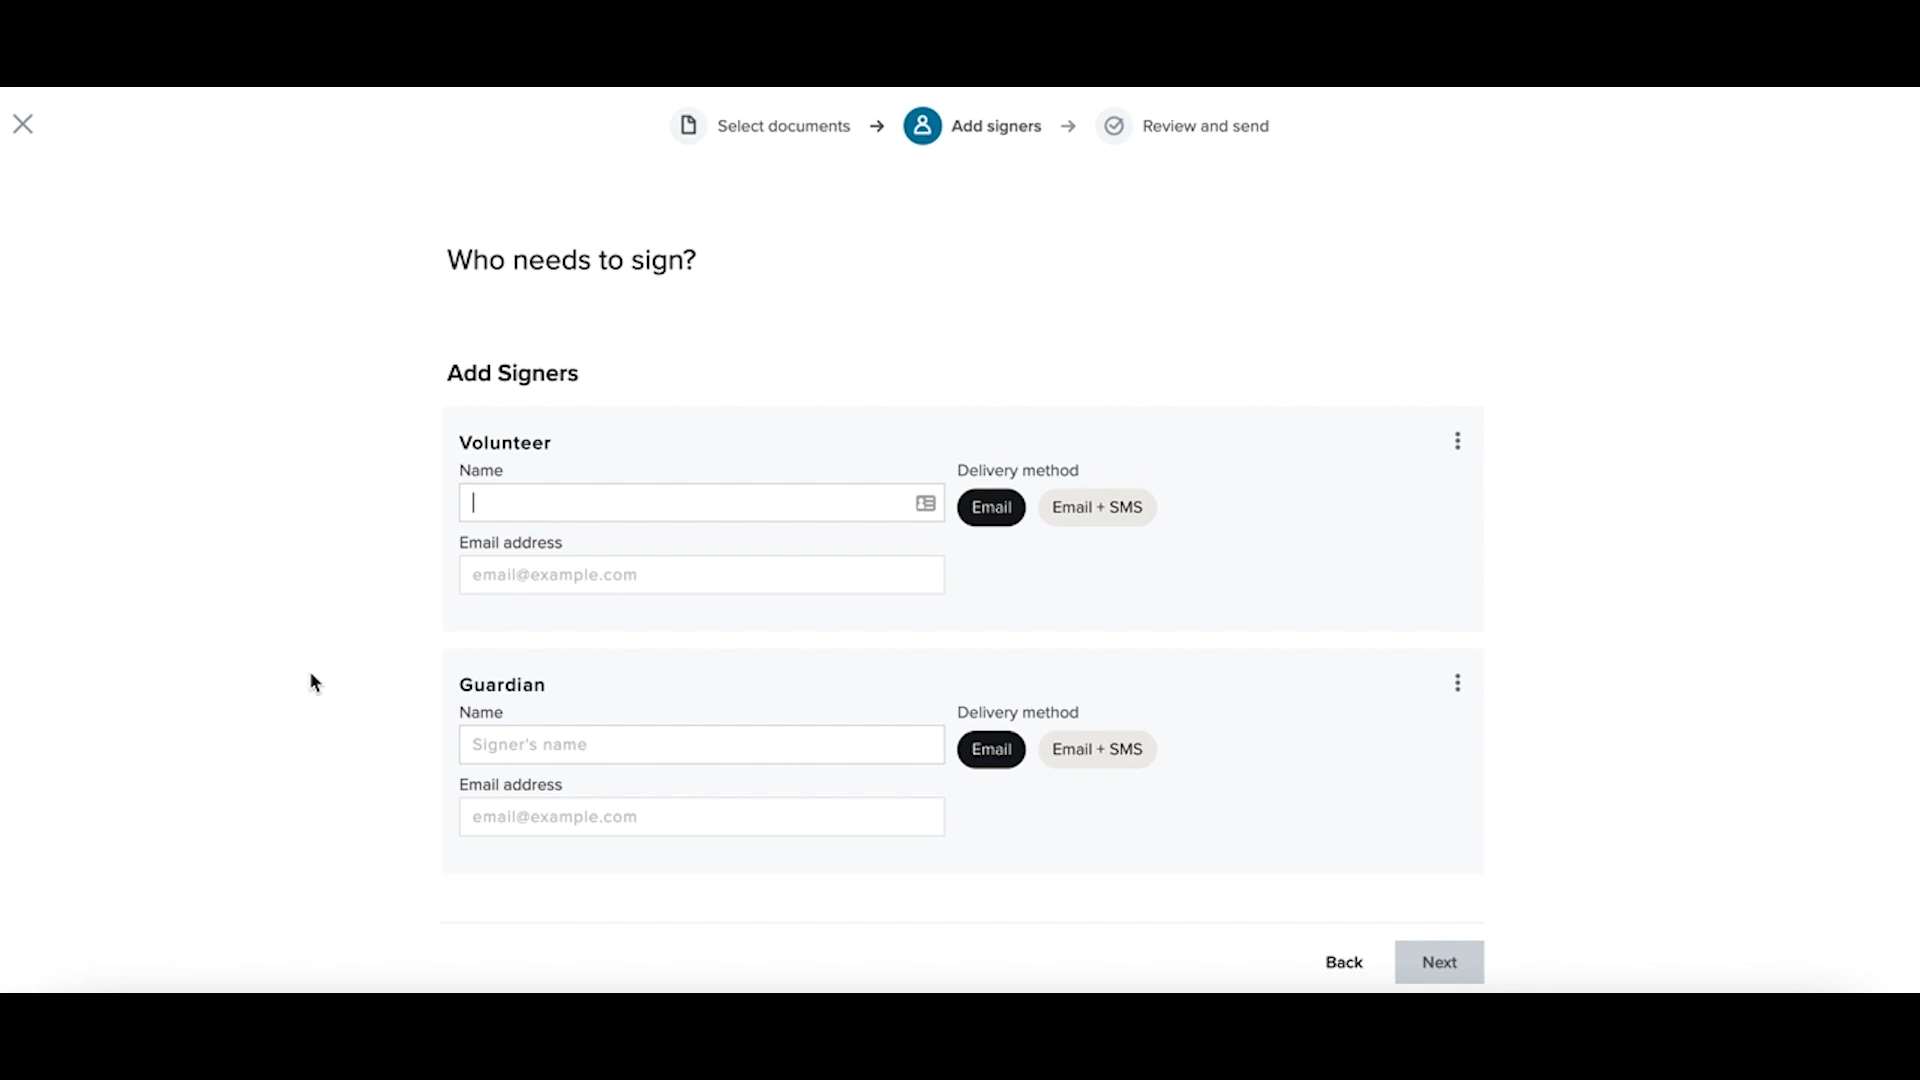 Select documents → Add signers → Review and send
Who needs to sign?
Add Signers
Volunteer
Name
Delivery method
Email
Email + SMS
Email address
email@example.com
Guardian
Name
Delivery method
Signer's name
Email
Email + SMS
Email address
email@example.com
Back
Next